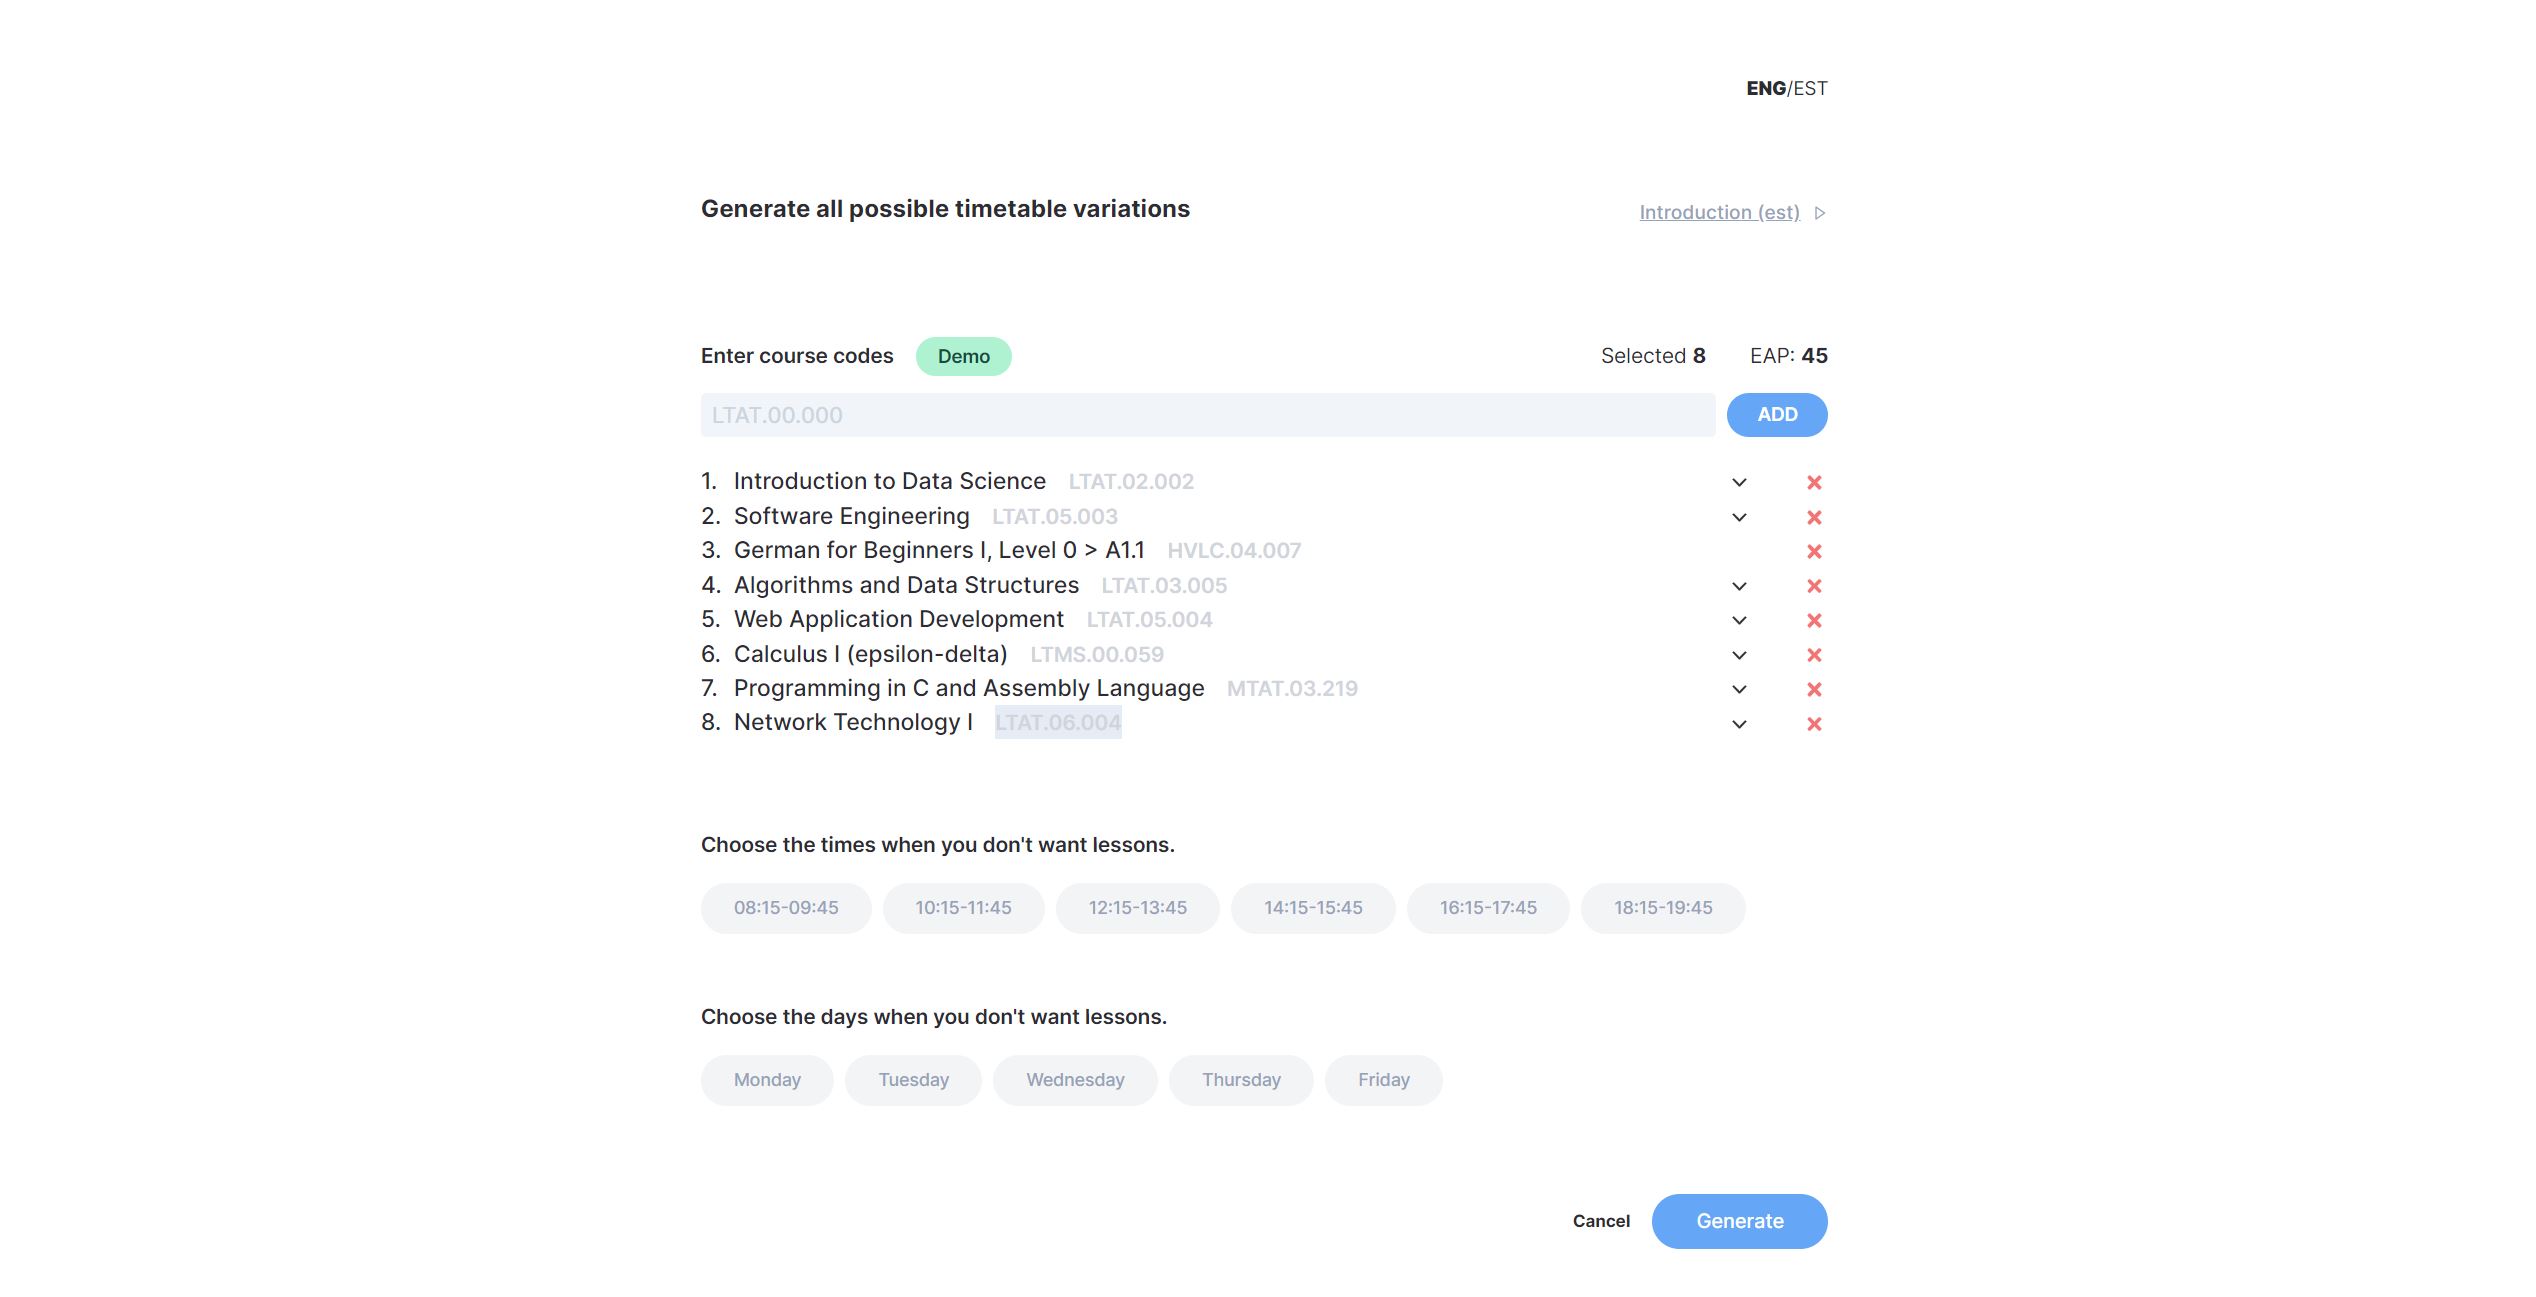 ENG/EST
Generate all possible timetable variations
Introduction (est)
Enter course codes Demo Selected 8 EAP: 45
LTAT.00.000 ADD
1. Introduction to Data Science LTAT.02.002
2. Software Engineering LTAT.05.003
3. German for Beginners I, Level 0 > A1.1 HVLC.04.007
4. Algorithms and Data Structures LTAT.03.005
5. Web Application Development LTAT.05.004
6. Calculus I (epsilon-delta) LTMS.00.059
7. Programming in C and Assembly Language MTAT.03.219
8. Network Technology I LTAT.06.004
Choose the times when you don't want lessons.
08:15-09:45 10:15-11:45 12:15-13:45 14:15-15:45 16:15-17:45 18:15-19:45
Choose the days when you don't want lessons.
Monday Tuesday Wednesday Thursday Friday
Cancel Generate